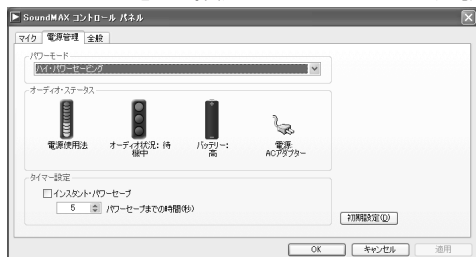 SoundMAX コントロール パネル
マイク 電源管理 全般
パワーモード
ハイ・パワーセービング
オーディオ・ステータス
電源使用法
オーディオ状況: 待
機中
バッテリー:
高
電源:
ACアダプター
タイマー設定
インスタント・パワーセーブ
5 パワーセーブまでの時間(秒)
初期設定(D)
OK キャンセル 適用